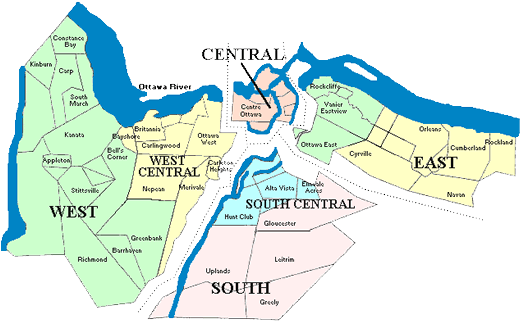 Constance
Bay
CENTRAL
Kinburn
Carp
Ottawa River
Rockcliff
South
March
Centre
Ottawa
Vanier
Eastview
Kanata
Britannia
Bayshore
Carlingwood
Ottawa
West
Ottawa East
Orleans
Cumberland
Rockland
Bell's
Corner
Appleton
WEST
CENTRAL
Carleton
Heights
Cyrville
EAST
Stittsville
Nepean
Merivale
Alta Vista
Elmvale
Acres
Navan
WEST
SOUTH CENTRAL
Hunt Club
Gloucester
Greenbank
Barrhaven
Richmond
Uplands
Leitrim
SOUTH
Greely